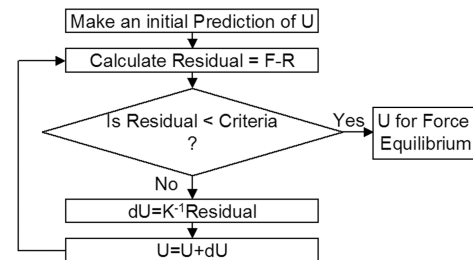 Make an initial Prediction of U
Calculate Residual = F-R
Is Residual < Criteria
?
Yes
U for Force
Equilibrium
No
dU=K⁻¹Residual
U=U+dU